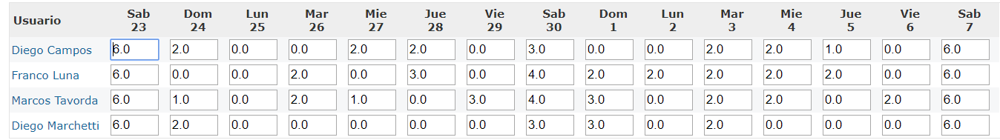 Usuario Sab 23 Dom 24 Lun 25 Mar 26 Mie 27 Jue 28 Vie 29 Sab 30 Dom 1 Lun 2 Mar 3 Mie 4 Jue 5 Vie 6 Sab 7
Diego Campos 6.0 2.0 0.0 0.0 2.0 2.0 0.0 3.0 0.0 0.0 2.0 2.0 1.0 0.0 6.0
Franco Luna 6.0 0.0 0.0 2.0 0.0 3.0 0.0 4.0 2.0 2.0 2.0 2.0 2.0 0.0 6.0
Marcos Tavorda 6.0 1.0 0.0 2.0 1.0 0.0 3.0 4.0 3.0 0.0 2.0 2.0 0.0 2.0 6.0
Diego Marchetti 6.0 2.0 0.0 0.0 0.0 0.0 0.0 3.0 3.0 0.0 2.0 0.0 0.0 0.0 6.0